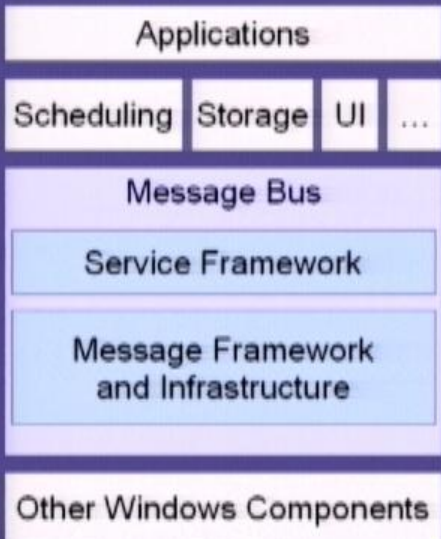 Applications
Scheduling Storage UI ...
Message Bus
Service Framework
Message Framework
and Infrastructure
Other Windows Components